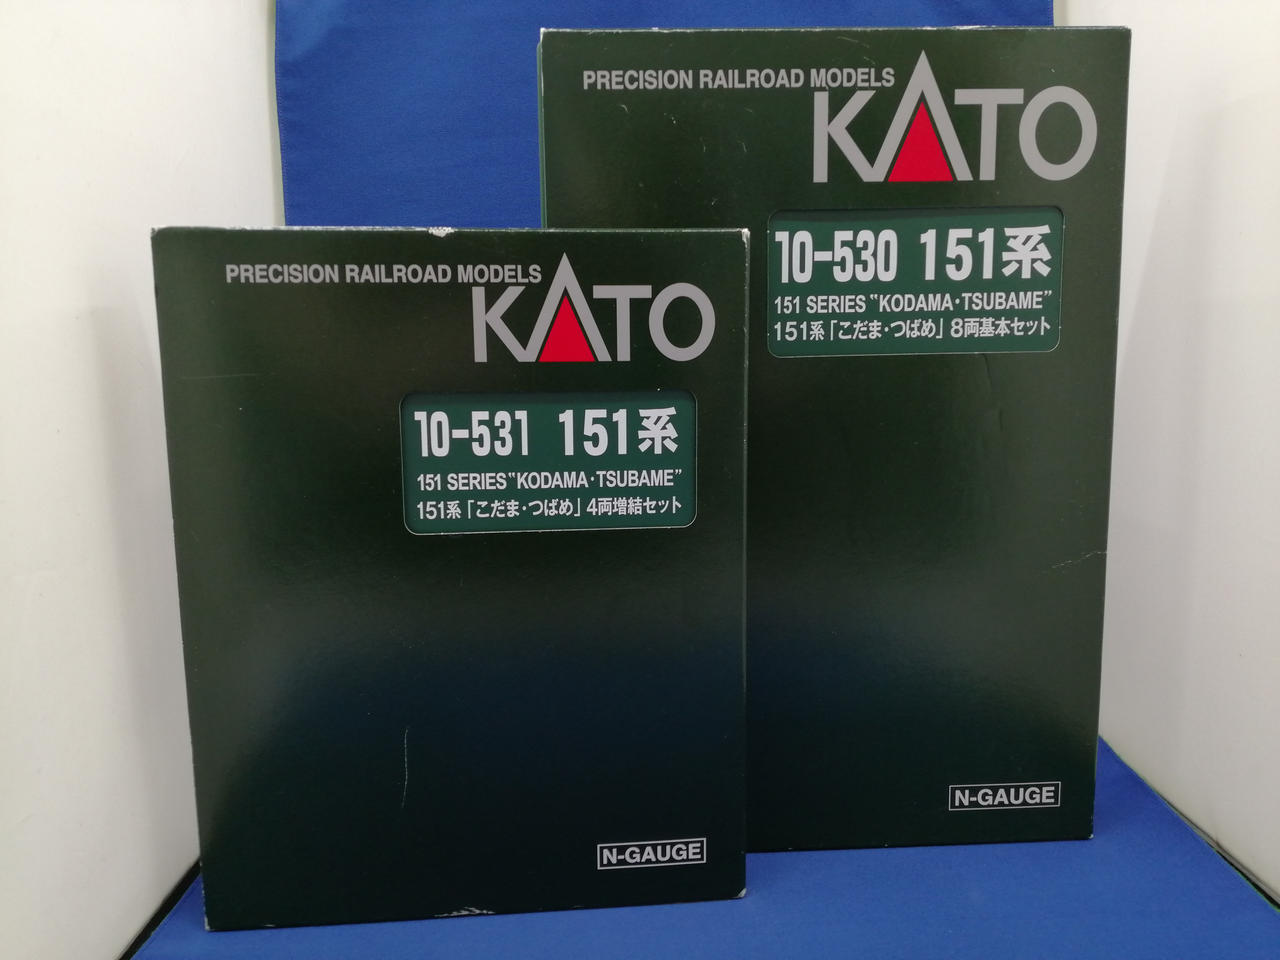 PRECISION RAILROAD MODELS
KATO
10-531 151系
151 SERIES “KODAMA・TSUBAME”
151系「こだま・つばめ」4両増結セット
N-GAUGE
PRECISION RAILROAD MODELS
KATO
10-530 151系
151 SERIES “KODAMA・TSUBAME”
151系「こだま・つばめ」8両基本セット
N-GAUGE